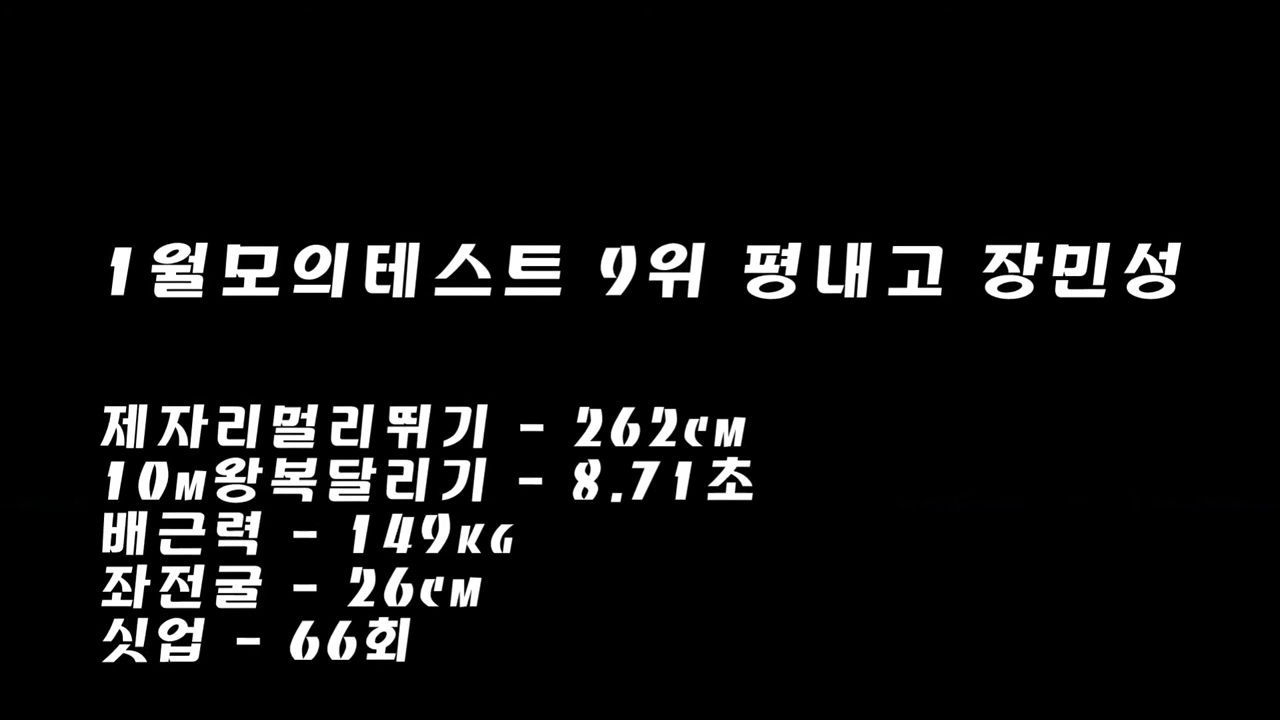 1월모의테스트 9위 평내고 장민성
제자리멀리뛰기 - 262cm
10m왕복달리기 - 8.71초
배근력 - 149kg
좌전굴 - 26cm
싯업 - 66회